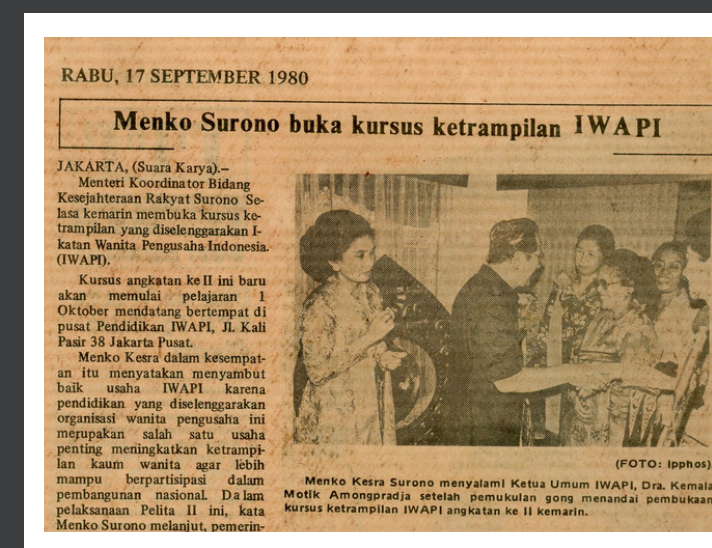 RABU, 17 SEPTEMBER 1980
Menko Surono buka kursus ketrampilan IWAPI
JAKARTA, (Suara Karya).—
Menteri Koordinator Bidang
Kesejahteraan Rakyat Surono Se-
lasa kemarin membuka kursus ke-
trampilan yang diselenggarakan I-
katan Wanita Pengusaha Indonesia.
(IWAPI).
Kursus angkatan ke II ini baru
akan memulai pelajaran 1
Oktober mendatang bertempat di
pusat Pendidikan IWAPI, Jl. Kali
Pasir 38 Jakarta Pusat.
Menko Kesra dalam kesempat-
an itu menyatakan menyambut
baik usaha IWAPI karena
pendidikan yang diselenggarakan
organisasi wanita pengusaha ini
merupakan salah satu usaha
penting meningkatkan ketrampi-
lan kaum wanita agar lebih
mampu berpartisipasi dalam
pembangunan nasional. Dalam
pelaksanaan Pelita II ini, kata
Menko Surono melanjut, pemerin-
(FOTO: Ipphos)
Menko Kesra Surono menyalami Ketua Umum IWAPI, Dra. Kemala
Motik Amongpradja setelah pemukulan gong menandai pembukaan
kursus ketrampilan IWAPI angkatan ke II kemarin.